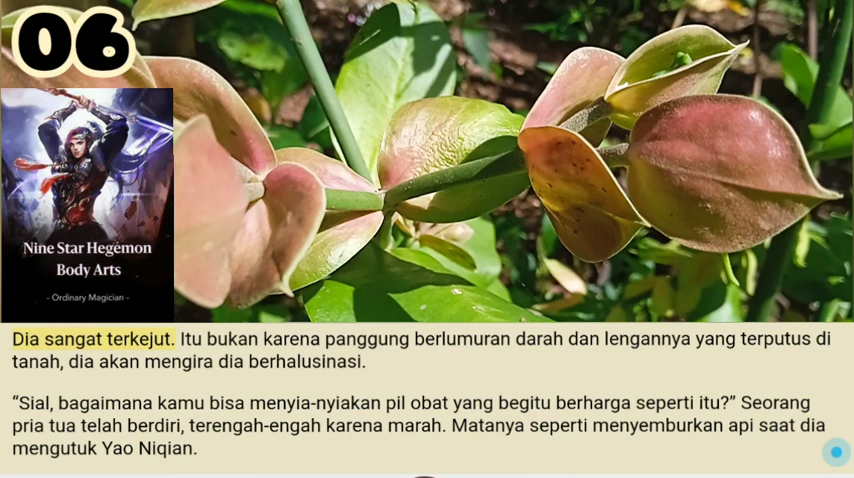 06
Nine Star Hegemon
Body Arts
- Ordinary Magician -
Dia sangat terkejut. Itu bukan karena panggung berlumuran darah dan lengannya yang terputus di
tanah, dia akan mengira dia berhalusinasi.
“Sial, bagaimana kamu bisa menyia-nyiakan pil obat yang begitu berharga seperti itu?” Seorang
pria tua telah berdiri, terengah-engah karena marah. Matanya seperti menyemburkan api saat dia
mengutuk Yao Niqian.